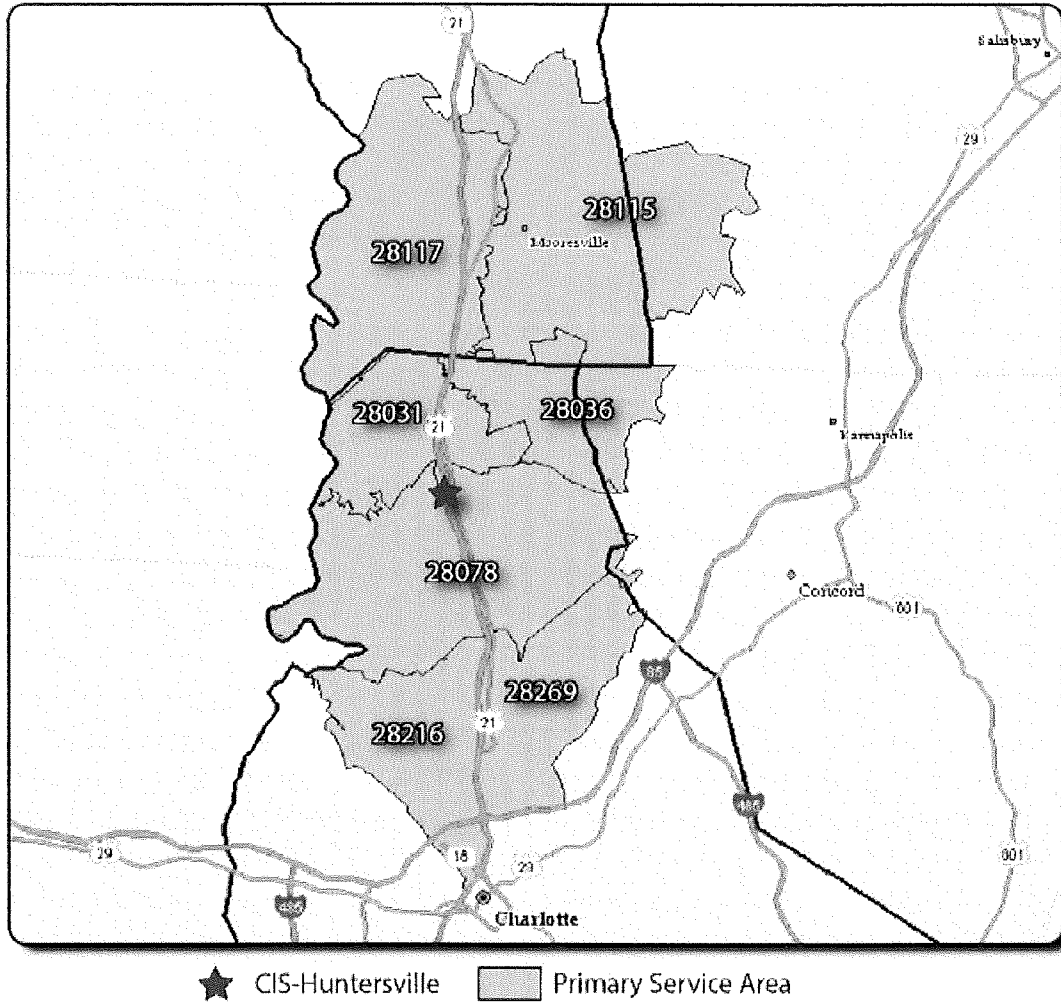 21
Salisbury
29
28115
Mooresville
28117
28031
28036
21
Kannapolis
28078
Concord
601
85
28269
28216
21
485
29
18
29
601
485
Charlotte
CIS-Huntersville
Primary Service Area